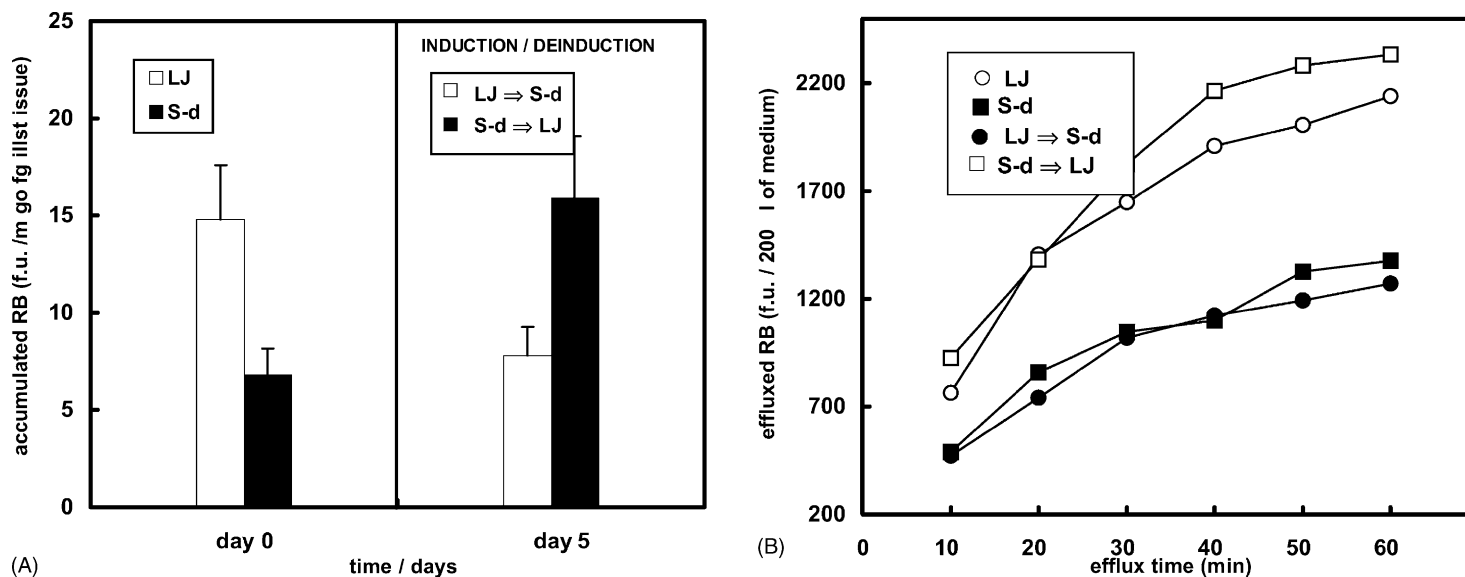 accumulated RB (f.u. /m go fg illst issue)
25
20
15
10
5
0
LJ
S-d
INDUCTION / DEINDUCTION
LJ ⇒ S-d
S-d ⇒ LJ
day 0
day 5
time / days
(A)
effluxed RB (f.u. / 200 l of medium)
2200
1700
1200
700
200
LJ
S-d
LJ ⇒ S-d
S-d ⇒ LJ
0
10
20
30
40
50
60
efflux time (min)
(B)